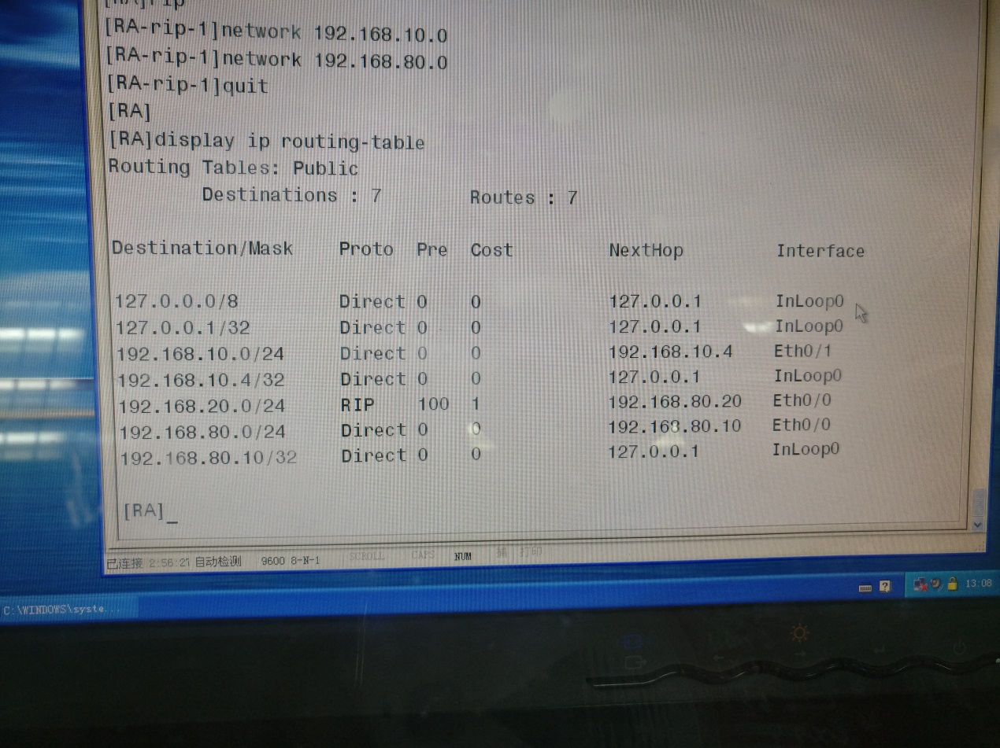 [RA]rip
[RA-rip-1]network 192.168.10.0
[RA-rip-1]network 192.168.80.0
[RA-rip-1]quit
[RA]
[RA]display ip routing-table
Routing Tables: Public
Destinations : 7 Routes : 7
Destination/Mask Proto Pre Cost NextHop Interface
127.0.0.0/8 Direct 0 0 127.0.0.1 InLoop0
127.0.0.1/32 Direct 0 0 127.0.0.1 InLoop0
192.168.10.0/24 Direct 0 0 192.168.10.4 Eth0/1
192.168.10.4/32 Direct 0 0 127.0.0.1 InLoop0
192.168.20.0/24 RIP 100 1 192.168.80.20 Eth0/0
192.168.80.0/24 Direct 0 0 192.168.80.10 Eth0/0
192.168.80.10/32 Direct 0 0 127.0.0.1 InLoop0
[RA]_
已连接 2:56:27 自动检测 9600 8-N-1 SCROLL CAPS NUM 捕 打印
C:\WINDOWS\syste... 13:08